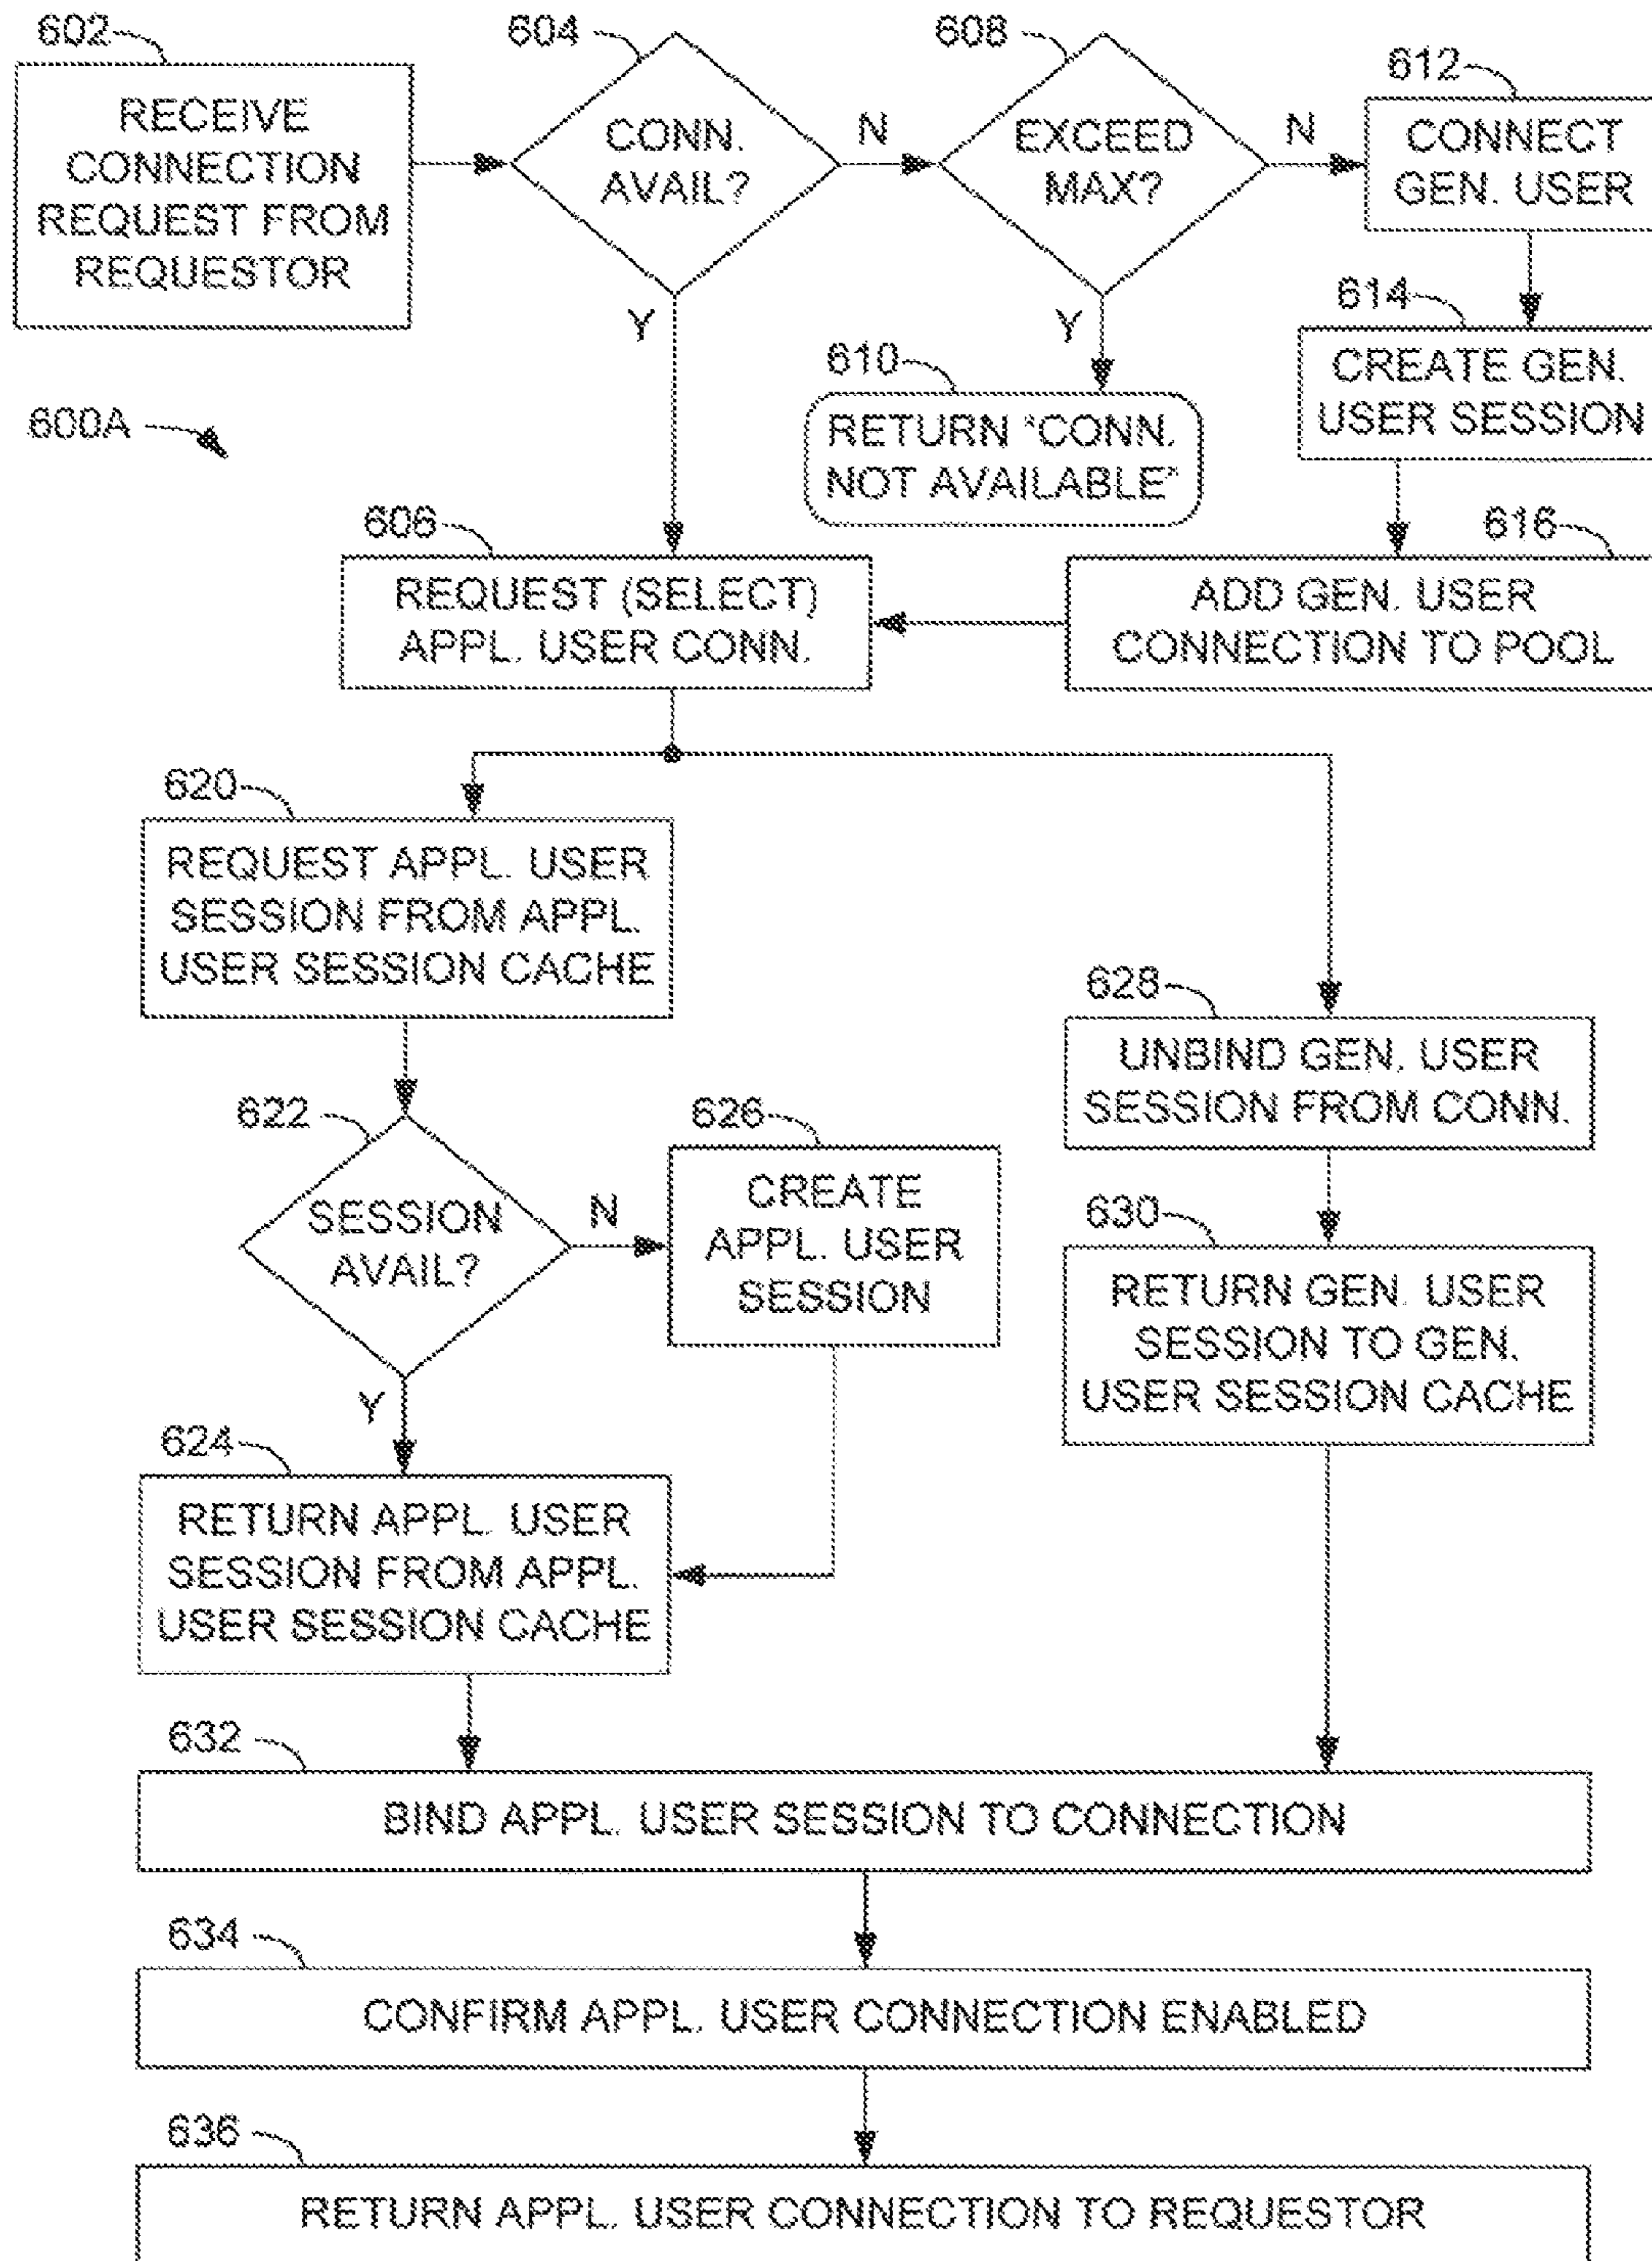 602
RECEIVE
CONNECTION
REQUEST FROM
REQUESTOR
604
CONN.
AVAIL?
N
Y
608
EXCEED
MAX?
N
Y
612
CONNECT
GEN. USER
614
CREATE GEN.
USER SESSION
610
RETURN "CONN.
NOT AVAILABLE"
600A
606
REQUEST (SELECT)
APPL. USER CONN.
616
ADD GEN. USER
CONNECTION TO POOL
620
REQUEST APPL. USER
SESSION FROM APPL.
USER SESSION CACHE
622
SESSION
AVAIL?
N
Y
626
CREATE
APPL. USER
SESSION
628
UNBIND GEN. USER
SESSION FROM CONN.
630
RETURN GEN. USER
SESSION TO GEN.
USER SESSION CACHE
624
RETURN APPL. USER
SESSION FROM APPL.
USER SESSION CACHE
632
BIND APPL. USER SESSION TO CONNECTION
634
CONFIRM APPL. USER CONNECTION ENABLED
636
RETURN APPL. USER CONNECTION TO REQUESTOR